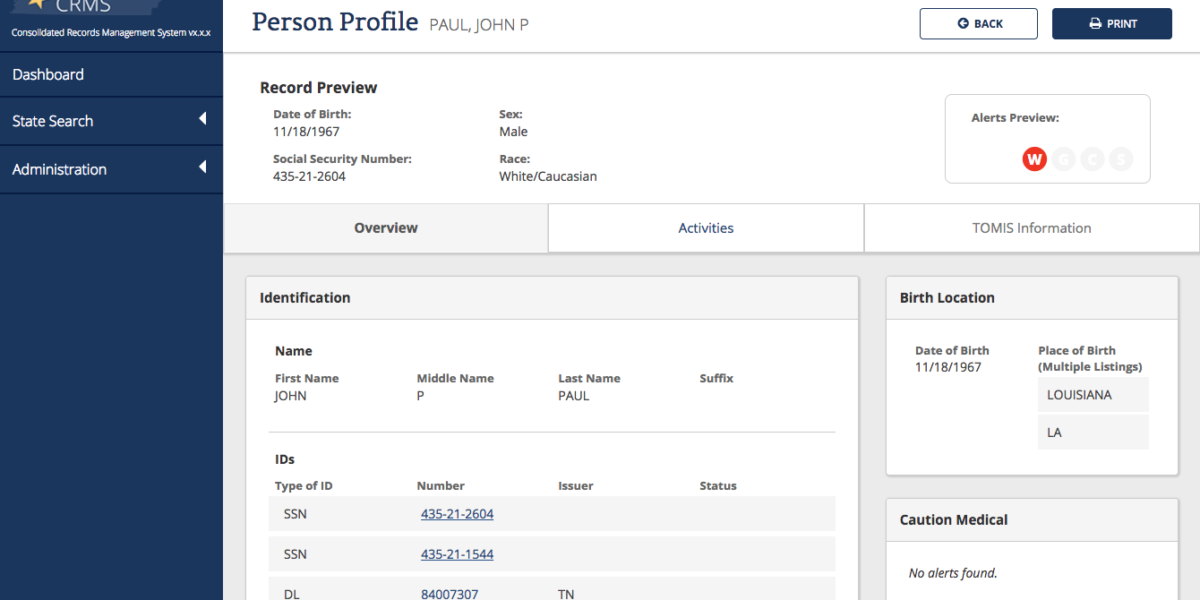 CRMS
Consolidated Records Management System vx.x.x
Dashboard
State Search
Administration
Person Profile PAUL, JOHN P
BACK
PRINT
Record Preview
Date of Birth:
11/18/1967
Sex:
Male
Social Security Number:
435-21-2604
Race:
White/Caucasian
Alerts Preview:
W G C S
Overview
Activities
TOMIS Information
Identification
Name
First Name Middle Name Last Name Suffix
JOHN P PAUL
IDs
Type of ID Number Issuer Status
SSN 435-21-2604
SSN 435-21-1544
DL 84007307 TN
Birth Location
Date of Birth
11/18/1967
Place of Birth
(Multiple Listings)
LOUISIANA
LA
Caution Medical
No alerts found.